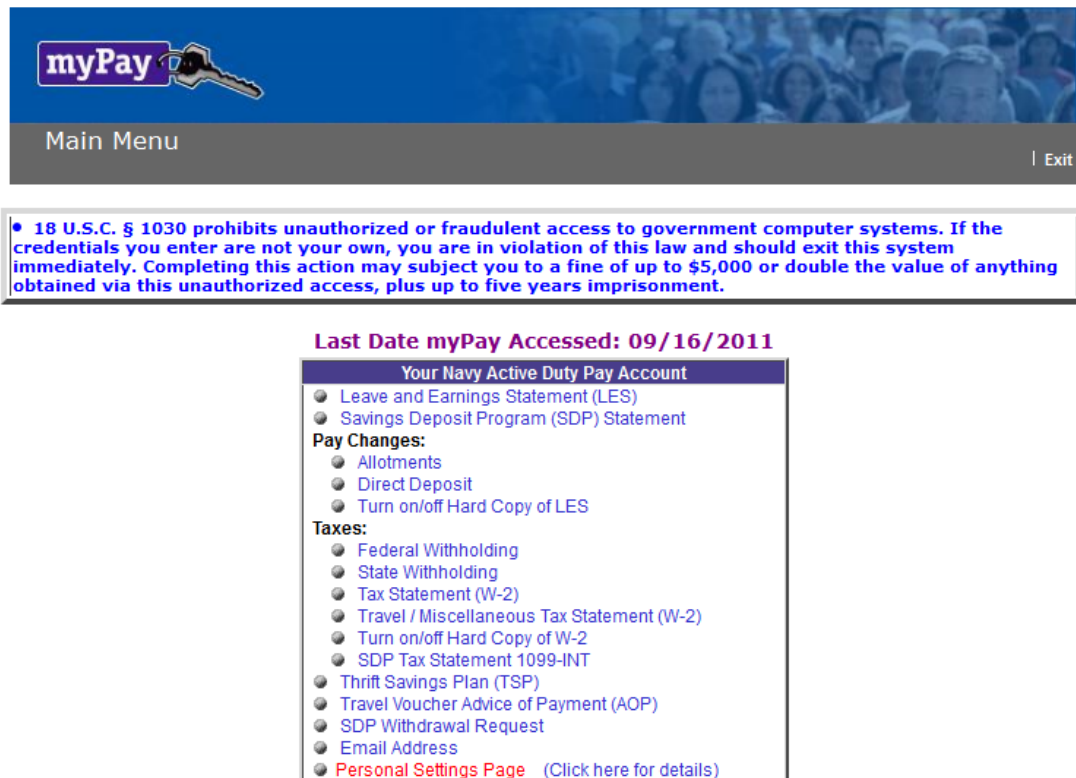 myPay
Main Menu
| Exit
• 18 U.S.C. § 1030 prohibits unauthorized or fraudulent access to government computer systems. If the
credentials you enter are not your own, you are in violation of this law and should exit this system
immediately. Completing this action may subject you to a fine of up to $5,000 or double the value of anything
obtained via this unauthorized access, plus up to five years imprisonment.
Last Date myPay Accessed: 09/16/2011
Your Navy Active Duty Pay Account
Leave and Earnings Statement (LES)
Savings Deposit Program (SDP) Statement
Pay Changes:
Allotments
Direct Deposit
Turn on/off Hard Copy of LES
Taxes:
Federal Withholding
State Withholding
Tax Statement (W-2)
Travel / Miscellaneous Tax Statement (W-2)
Turn on/off Hard Copy of W-2
SDP Tax Statement 1099-INT
Thrift Savings Plan (TSP)
Travel Voucher Advice of Payment (AOP)
SDP Withdrawal Request
Email Address
Personal Settings Page (Click here for details)